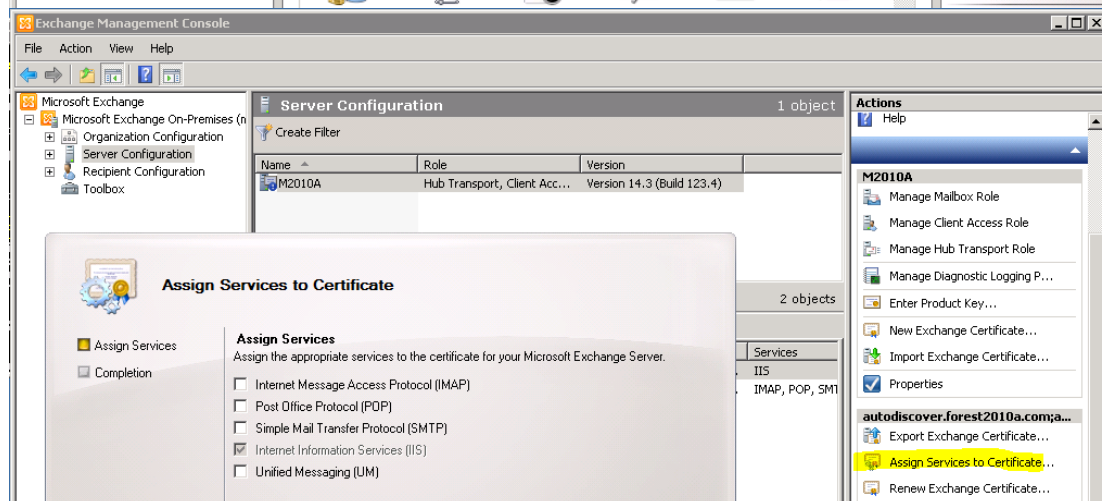 Exchange Management Console
File Action View Help
Microsoft Exchange
Microsoft Exchange On-Premises (n
Organization Configuration
Server Configuration
Recipient Configuration
Toolbox
Server Configuration 1 object
Create Filter
Name Role Version
M2010A Hub Transport, Client Acc... Version 14.3 (Build 123.4)
2 objects
Services
IIS
IMAP, POP, SMT
Assign Services to Certificate
Assign Services
Completion
Assign Services
Assign the appropriate services to the certificate for your Microsoft Exchange Server.
Internet Message Access Protocol (IMAP)
Post Office Protocol (POP)
Simple Mail Transfer Protocol (SMTP)
Internet Information Services (IIS)
Unified Messaging (UM)
Actions
Help
M2010A
Manage Mailbox Role
Manage Client Access Role
Manage Hub Transport Role
Manage Diagnostic Logging P...
Enter Product Key...
New Exchange Certificate...
Import Exchange Certificate...
Properties
autodiscover.forest2010a.com;a...
Export Exchange Certificate...
Assign Services to Certificate...
Renew Exchange Certificate...